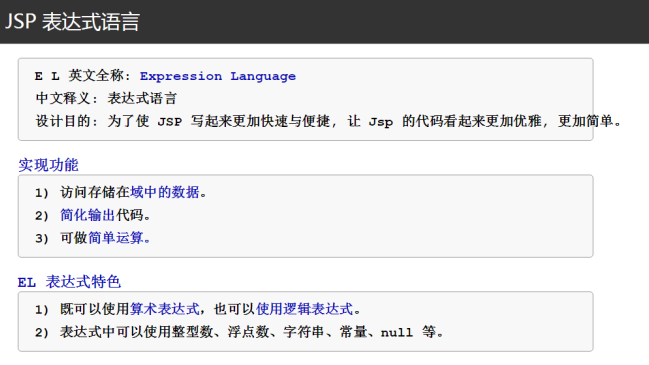 JSP 表达式语言
E L 英文全称: Expression Language
中文释义: 表达式语言
设计目的: 为了使 JSP 写起来更加快速与便捷, 让 Jsp 的代码看起来更加优雅, 更加简单。
实现功能
1) 访问存储在域中的数据。
2) 简化输出代码。
3) 可做简单运算。
EL 表达式特色
1) 既可以使用算术表达式，也可以使用逻辑表达式。
2) 表达式中可以使用整型数、浮点数、字符串、常量、null 等。